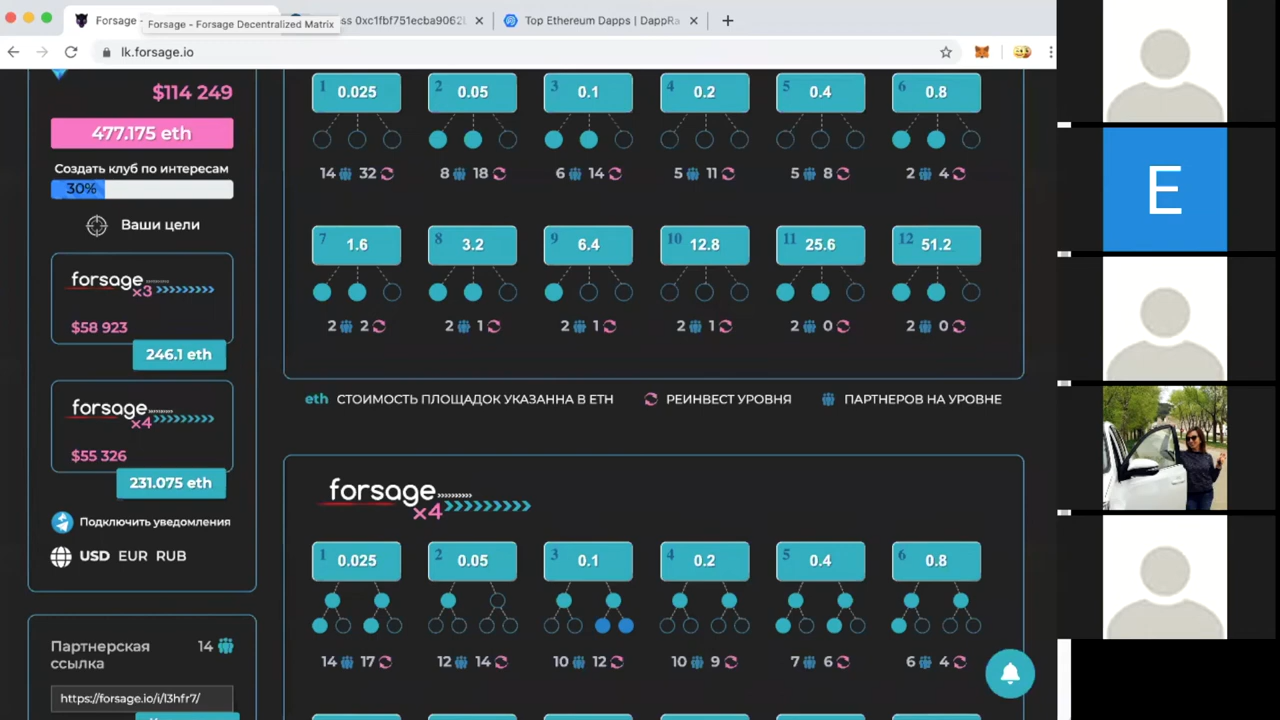 Forsage -
Forsage - Forsage Decentralized Matrix
ss 0xc1fbf751ecba9062
Top Ethereum Dapps | DappRa
lk.forsage.io
$114 249
477.175 eth
Создать клуб по интересам
30%
Ваши цели
forsage
x3
$58 923
246.1 eth
forsage
x4
$55 326
231.075 eth
Подключить уведомления
USD EUR RUB
Партнерская
ссылка
14
https://forsage.io/i/l3hfr7/
1 0.025
2 0.05
3 0.1
4 0.2
5 0.4
6 0.8
14 32
8 18
6 14
5 11
5 8
2 4
7 1.6
8 3.2
9 6.4
10 12.8
11 25.6
12 51.2
2 2
2 1
2 1
2 1
2 0
2 0
eth СТОИМОСТЬ ПЛОЩАДОК УКАЗАННА В ETH
РЕИНВЕСТ УРОВНЯ
ПАРТНЕРОВ НА УРОВНЕ
forsage
x4
1 0.025
2 0.05
3 0.1
4 0.2
5 0.4
6 0.8
14 17
12 14
10 12
10 9
7 6
6 4
E